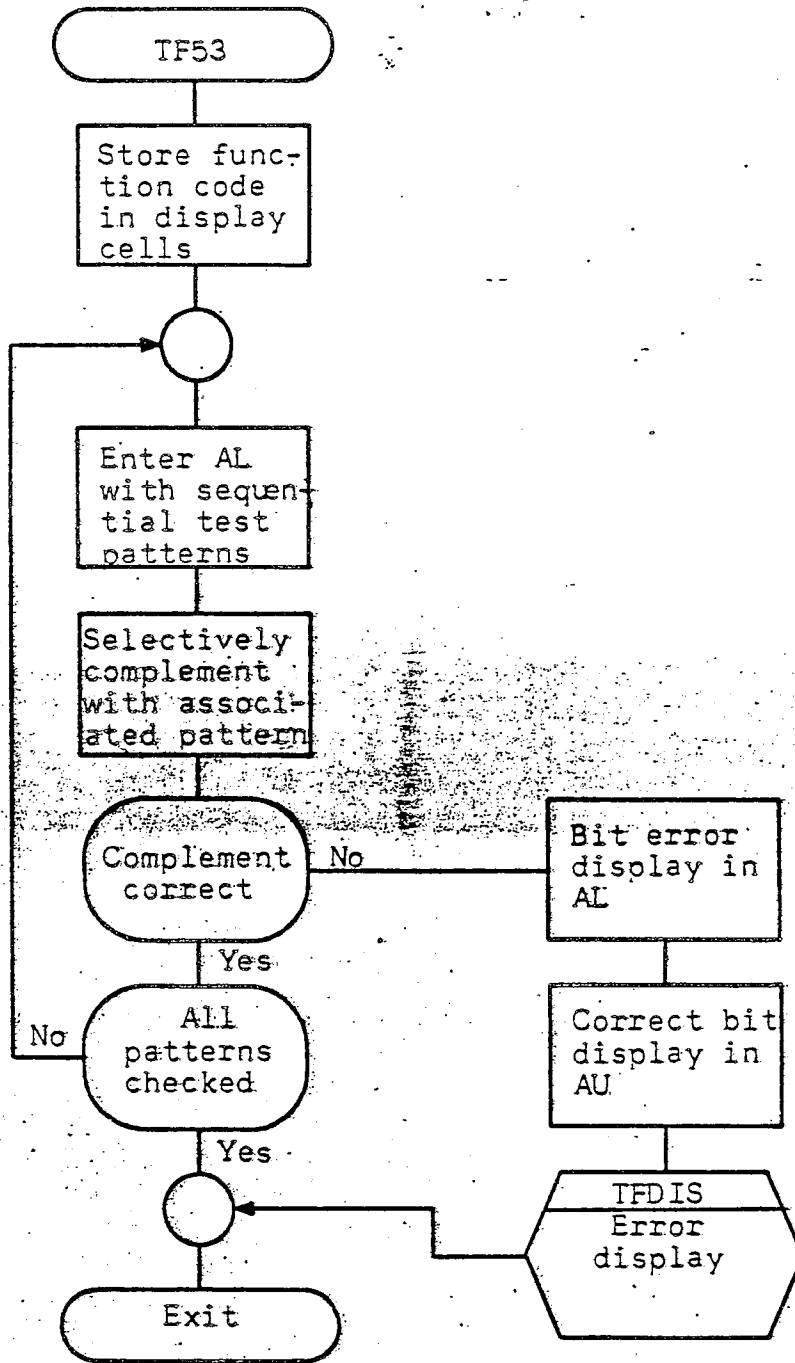 TF53
Store func-
tion code
in display
cells
Enter AL
with sequen-
tial test
patterns
Selectively
complement
with associ-
ated pattern
Complement
correct
No
Bit error
display in
AL
Yes
All
patterns
checked
No
Correct bit
display in
AU
Yes
TFDIS
Error
display
Exit